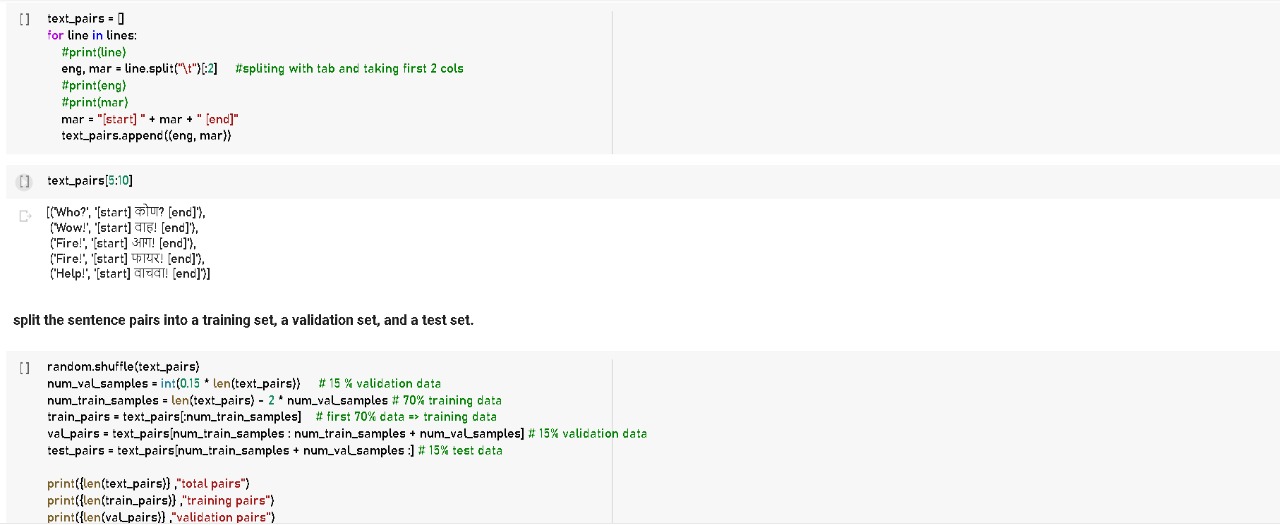 [ ] text_pairs = []
for line in lines:
#print(line)
eng, mar = line.split("\t")[:2] #spliting with tab and taking first 2 cols
#print(eng)
#print(mar)
mar = "[start] " + mar + " [end]"
text_pairs.append((eng, mar))
[ ] text_pairs[5:10]
[('Who?', '[start] कोण? [end]'),
('Wow!', '[start] वाह! [end]'),
('Fire!', '[start] आग! [end]'),
('Fire!', '[start] फायर! [end]'),
('Help!', '[start] वाचवा! [end]')]
split the sentence pairs into a training set, a validation set, and a test set.
[ ] random.shuffle(text_pairs)
num_val_samples = int(0.15 * len(text_pairs)) # 15 % validation data
num_train_samples = len(text_pairs) - 2 * num_val_samples # 70% training data
train_pairs = text_pairs[:num_train_samples] # first 70% data => training data
val_pairs = text_pairs[num_train_samples : num_train_samples + num_val_samples] # 15% validation data
test_pairs = text_pairs[num_train_samples + num_val_samples :] # 15% test data
print({len(text_pairs)} ,"total pairs")
print({len(train_pairs)} ,"training pairs")
print({len(val_pairs)} ,"validation pairs")